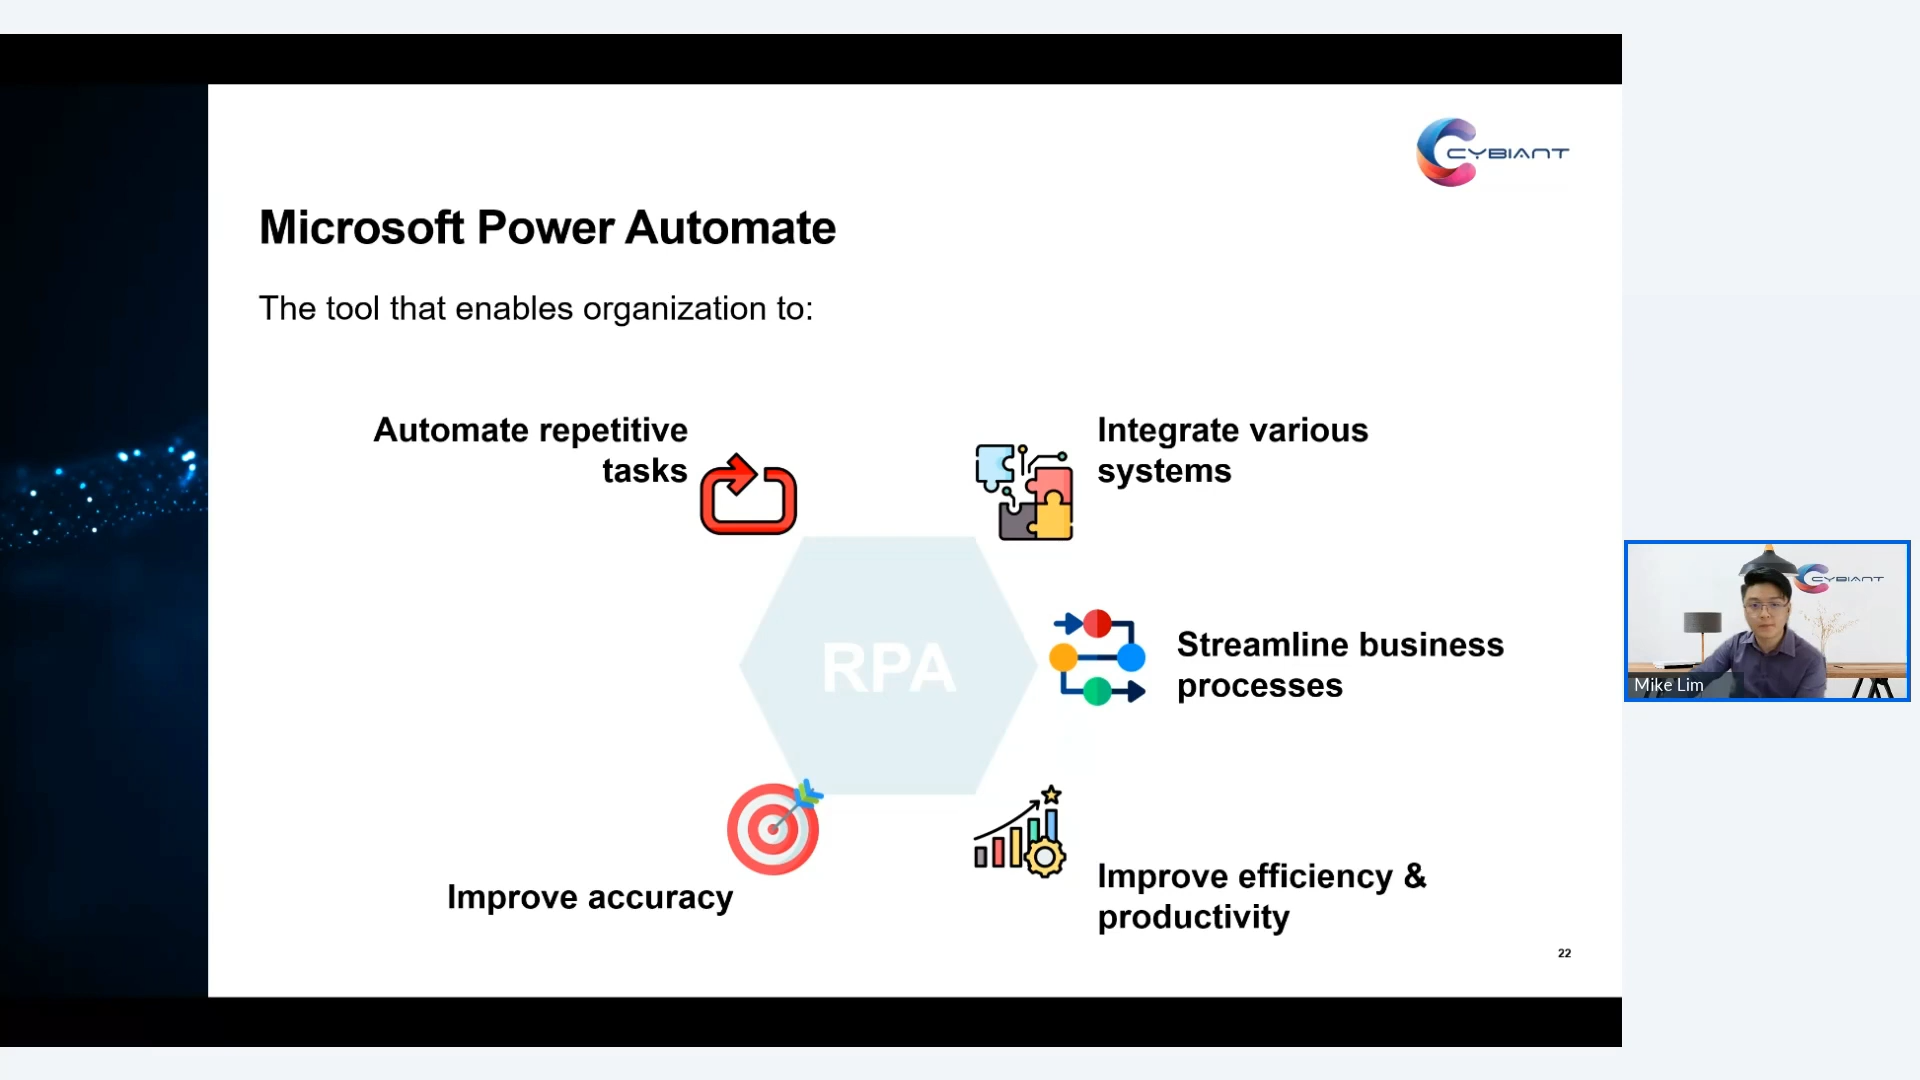 CYBIANT
Microsoft Power Automate
The tool that enables organization to:
Automate repetitive
tasks
Integrate various
systems
RPA
Streamline business
processes
Improve accuracy
Improve efficiency &
productivity
22
CYBIANT
Mike Lim